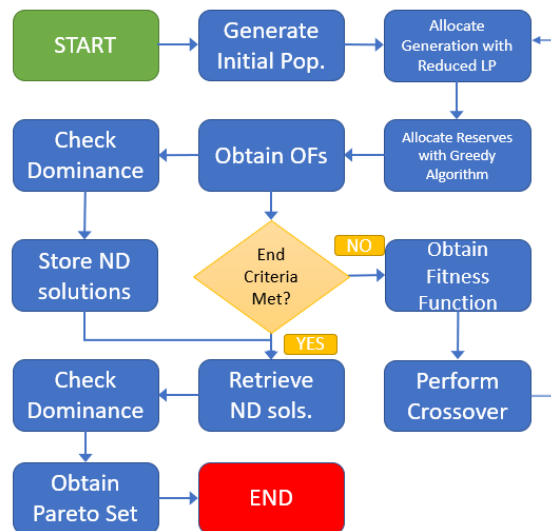 START
Generate
Initial Pop.
Allocate
Generation with
Reduced LP
Check
Dominance
Obtain OFs
Allocate Reserves
with Greedy
Algorithm
Store ND
solutions
End
Criteria
Met?
NO
Obtain
Fitness
Function
YES
Check
Dominance
Retrieve
ND sols.
Perform
Crossover
Obtain
Pareto Set
END